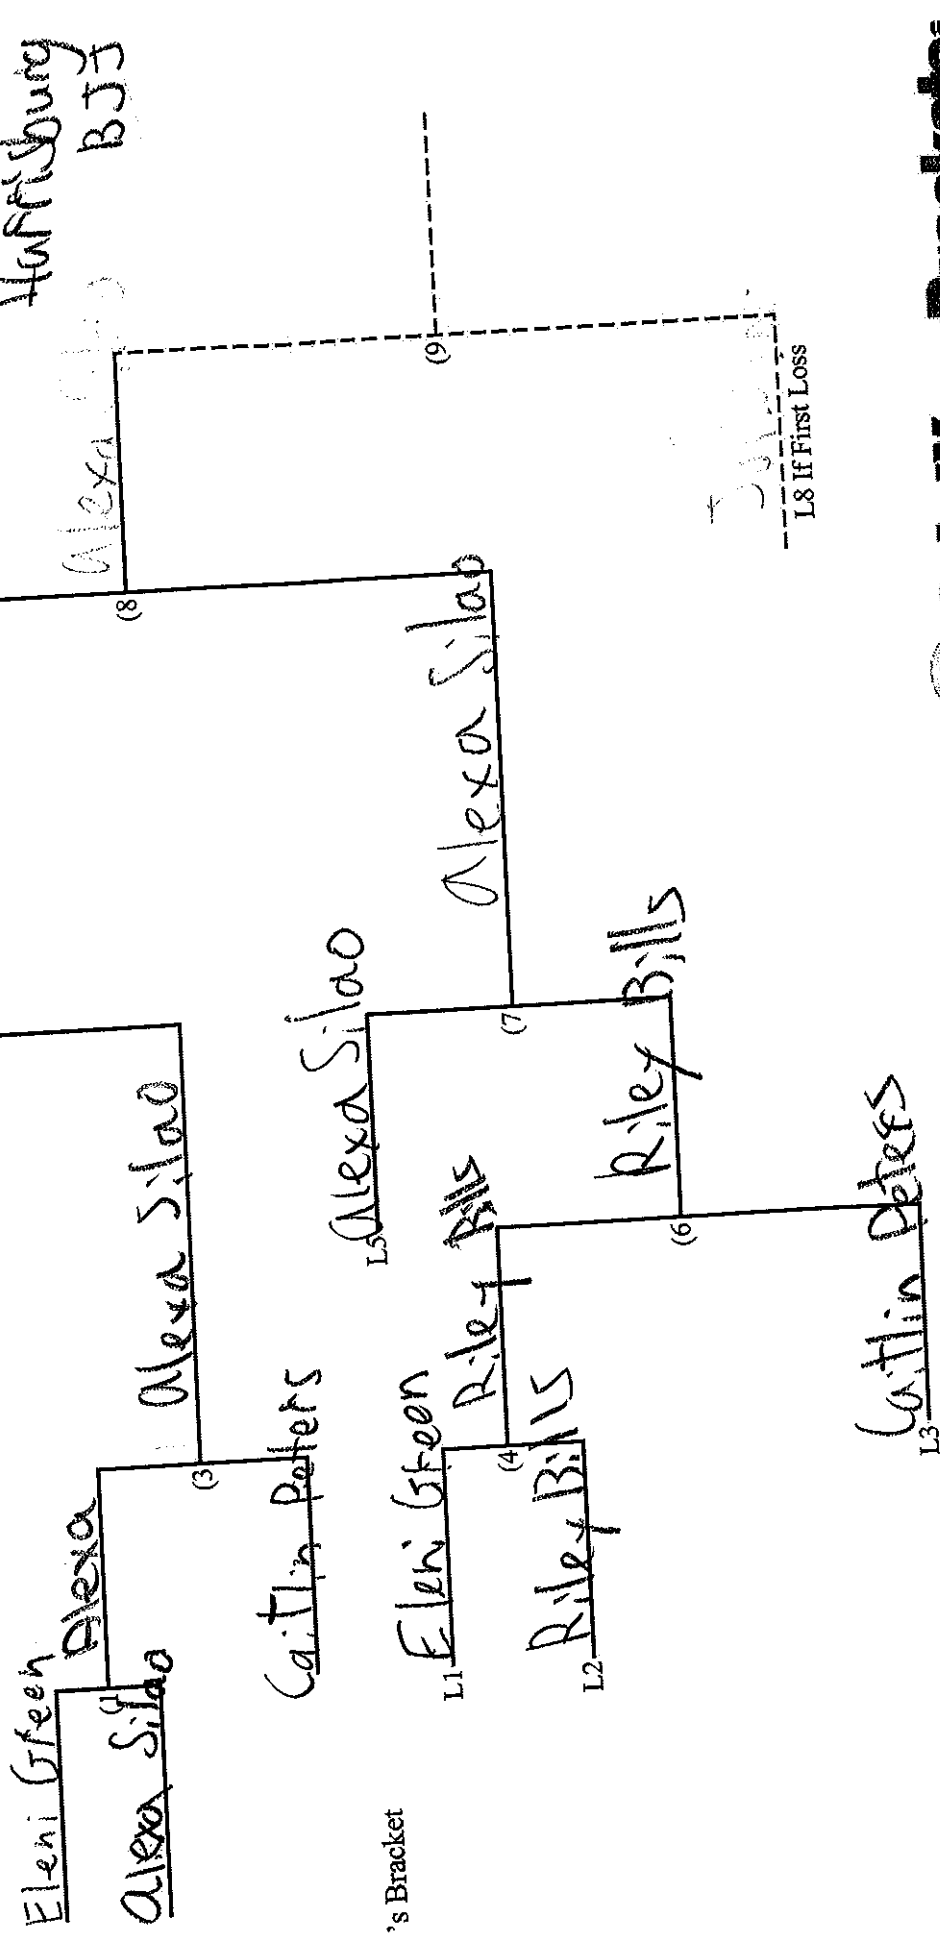 Harrisburg
BJJ
Eleni Green
Alexa
(1
Alexa Silao
Alexa Silao
(3
Caitlin Peters
Alexa
(8
(9
L8 If First Loss
Alexa Silao
L5 Alexa Silao
(7
Riley Bills
L1 Eleni Green
Riley Bills
(4
L2 Riley Bills
(6
L3 Caitlin Peters
's Bracket